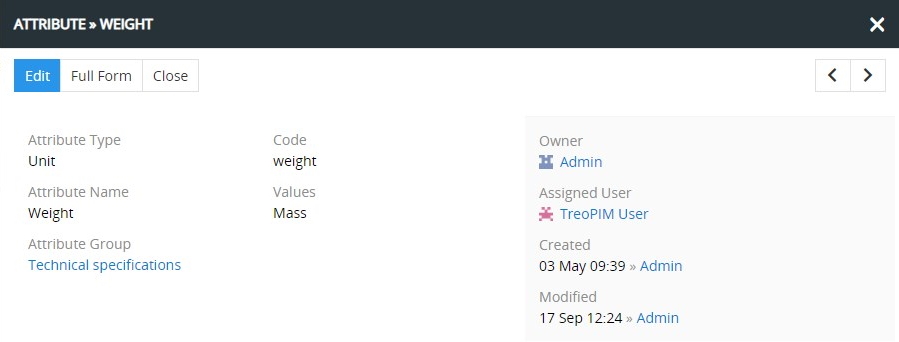 ATTRIBUTE » WEIGHT
Edit Full Form Close
Attribute Type
Unit
Code
weight
Attribute Name
Weight
Values
Mass
Attribute Group
Technical specifications
Owner
Admin
Assigned User
TreoPIM User
Created
03 May 09:39 » Admin
Modified
17 Sep 12:24 » Admin